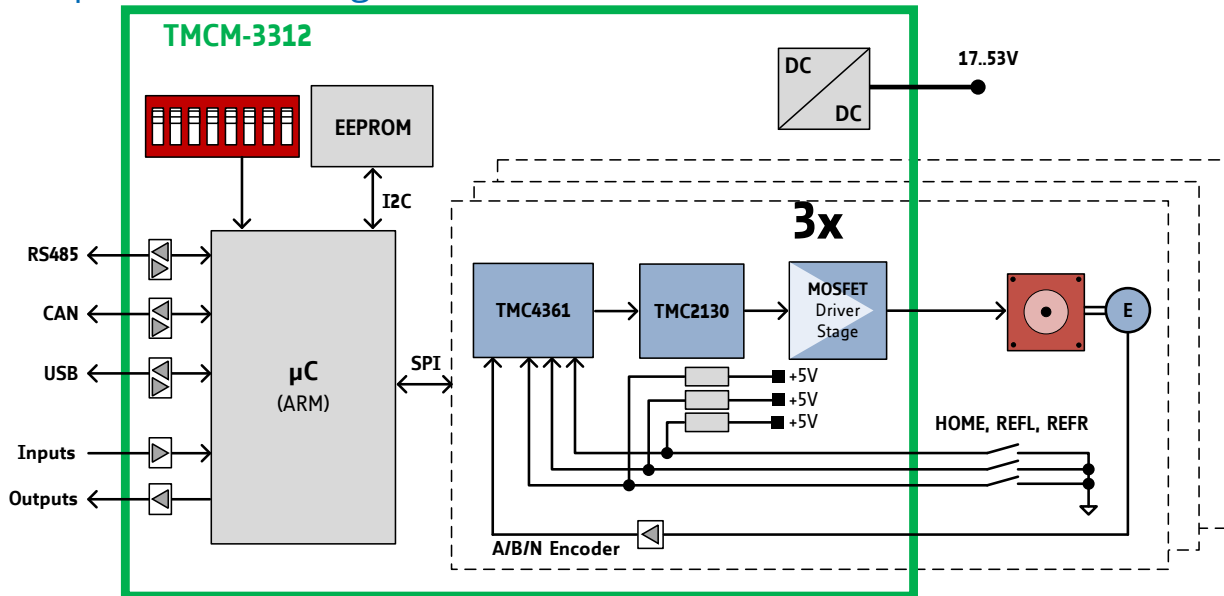 TMCM-3312
DC
DC
17..53V
EEPROM
I2C
3x
RS485
CAN
USB
Inputs
Outputs
µC
(ARM)
SPI
TMC4361
TMC2130
MOSFET
Driver
Stage
E
+5V
+5V
+5V
HOME, REFL, REFR
A/B/N Encoder